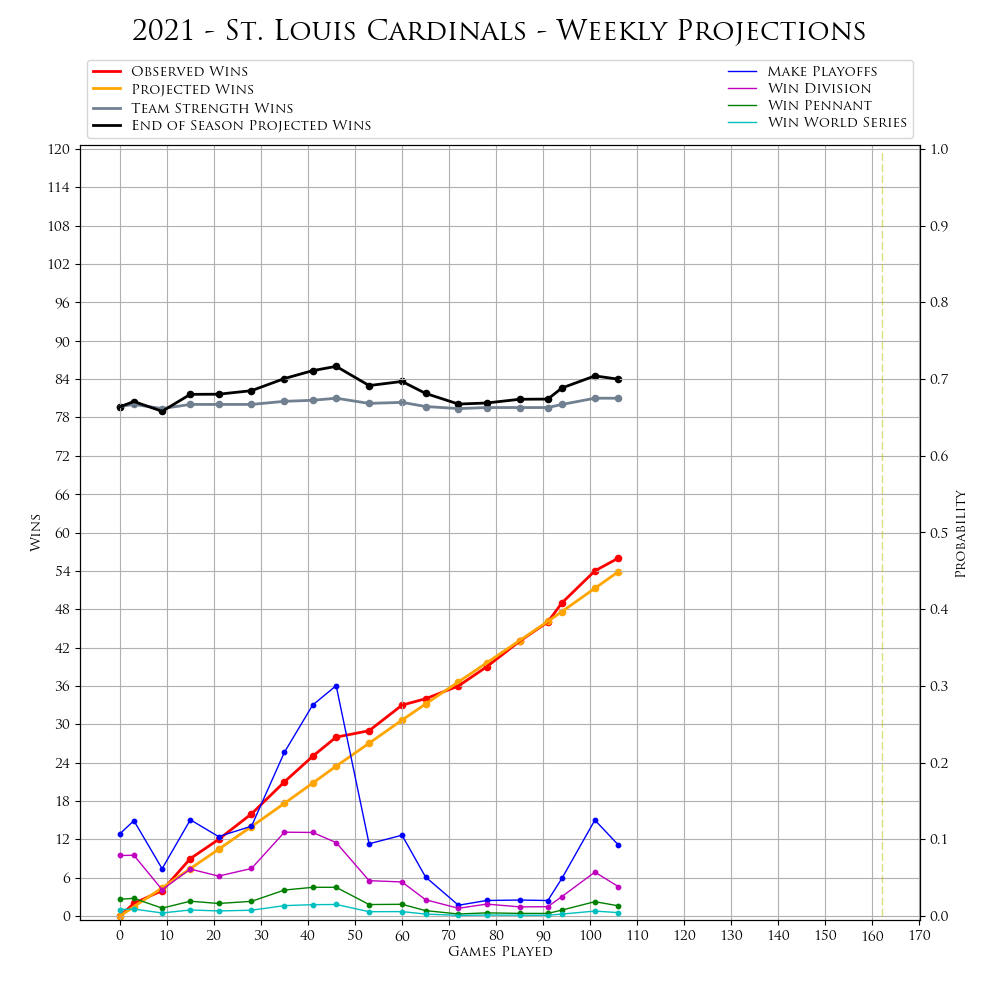 2021 - St. Louis Cardinals - Weekly Projections
Observed Wins
Projected Wins
Team Strength Wins
End of Season Projected Wins
Make Playoffs
Win Division
Win Pennant
Win World Series
120
114
108
102
96
90
84
78
72
66
60
54
48
42
36
30
24
18
12
6
0
Wins
1.0
0.9
0.8
0.7
0.6
0.5
0.4
0.3
0.2
0.1
0.0
Probability
0 10 20 30 40 50 60 70 80 90 100 110 120 130 140 150 160 170
Games Played